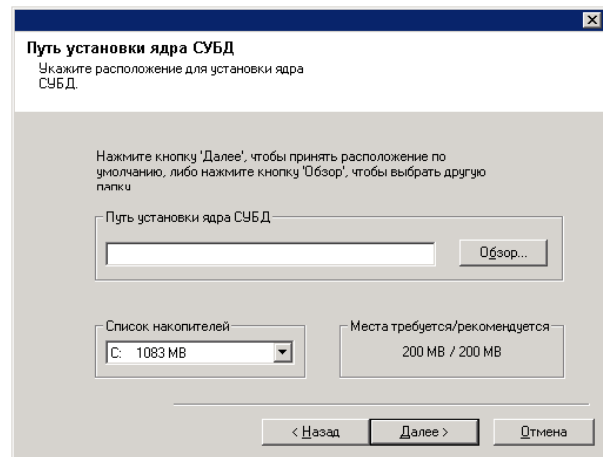 Путь установки ядра СУБД
Укажите расположение для установки ядра
СУБД.
Нажмите кнопку 'Далее', чтобы принять расположение по
умолчанию, либо нажмите кнопку 'Обзор', чтобы выбрать другую
папки
Путь установки ядра СУБД
Обзор...
Список накопителей
Места требуется/рекомендуется
C: 1083 MB
200 MB / 200 MB
< Назад
Далее >
Отмена